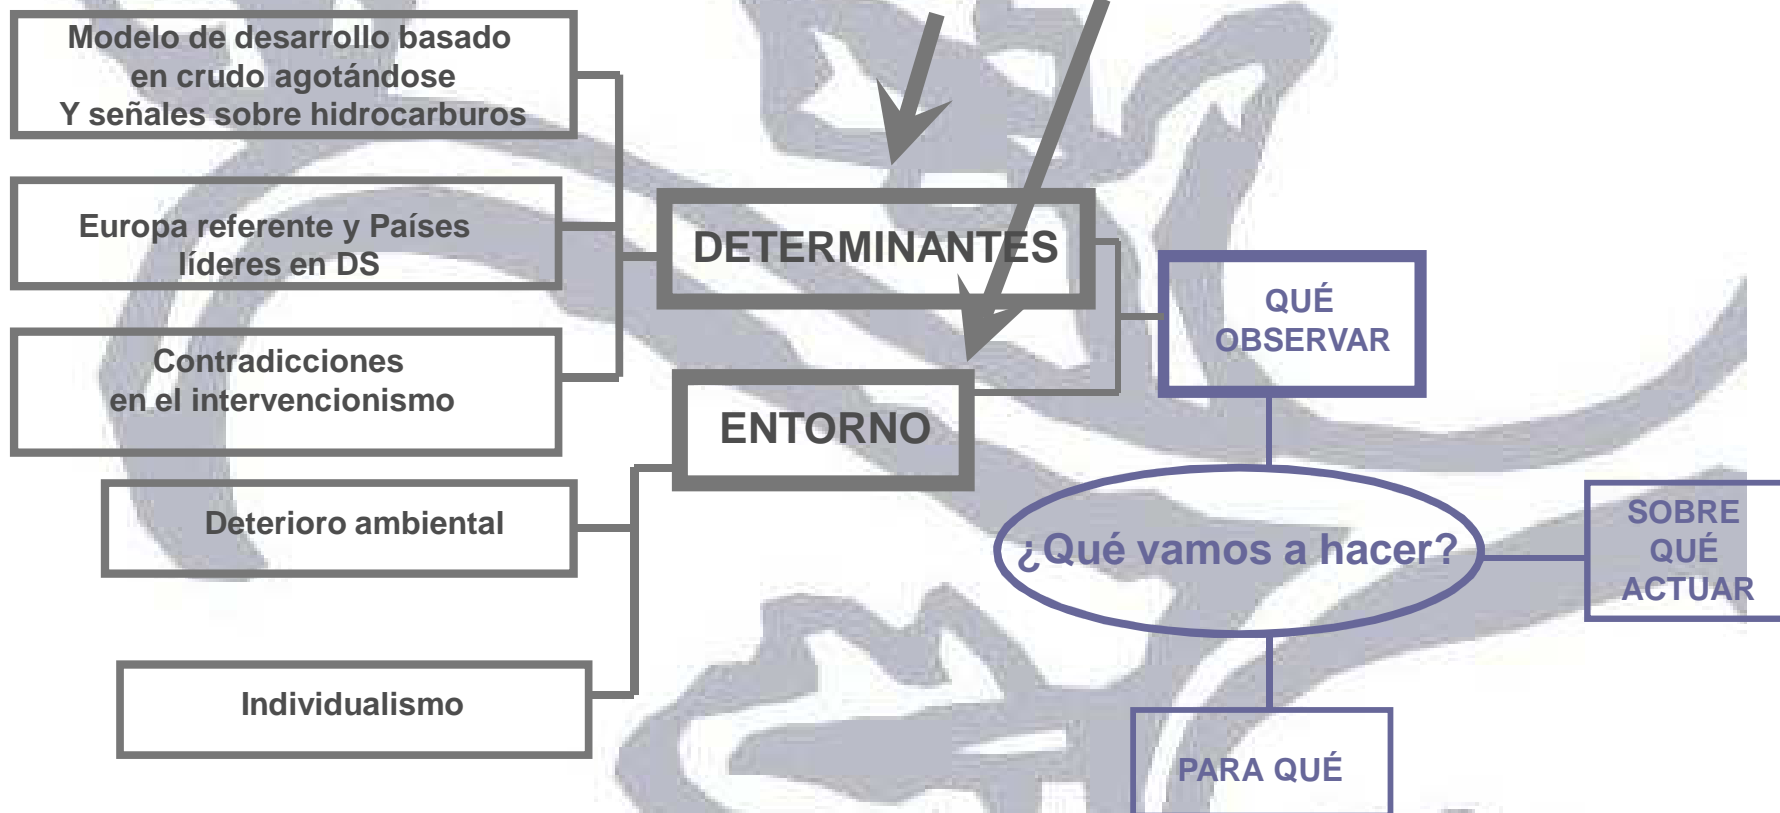 Modelo de desarrollo basado
en crudo agotándose
Y señales sobre hidrocarburos
Europa referente y Países
líderes en DS
Contradicciones
en el intervencionismo
Deterioro ambiental
Individualismo
DETERMINANTES
ENTORNO
QUÉ
OBSERVAR
¿Qué vamos a hacer?
SOBRE
QUÉ
ACTUAR
PARA QUÉ